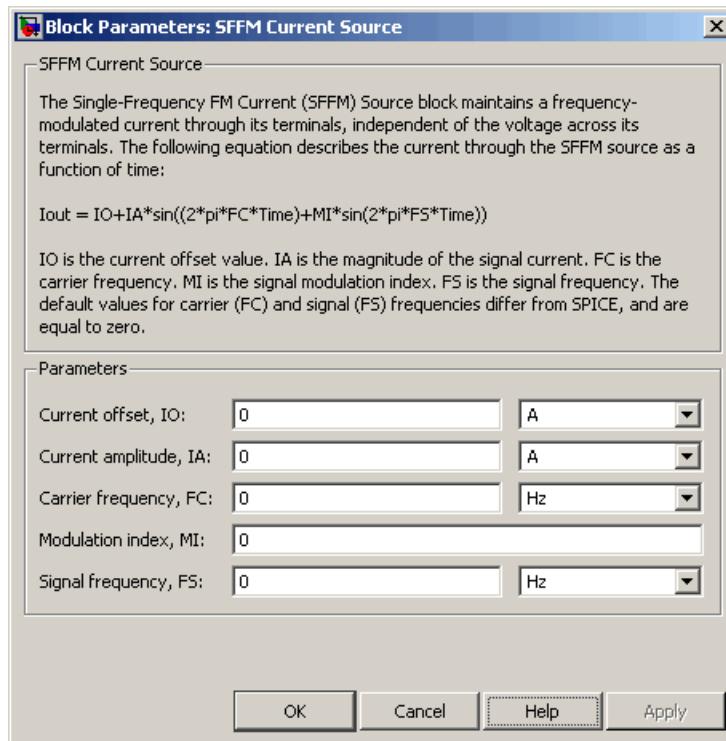 Block Parameters: SFFM Current Source
SFFM Current Source
The Single-Frequency FM Current (SFFM) Source block maintains a frequency-
modulated current through its terminals, independent of the voltage across its
terminals. The following equation describes the current through the SFFM source as a
function of time:
Iout = IO+IA*sin((2*pi*FC*Time)+MI*sin(2*pi*FS*Time))
IO is the current offset value. IA is the magnitude of the signal current. FC is the
carrier frequency. MI is the signal modulation index. FS is the signal frequency. The
default values for carrier (FC) and signal (FS) frequencies differ from SPICE, and are
equal to zero.
Parameters
Current offset, IO: 0 A
Current amplitude, IA: 0 A
Carrier frequency, FC: 0 Hz
Modulation index, MI: 0
Signal frequency, FS: 0 Hz
OK Cancel Help Apply